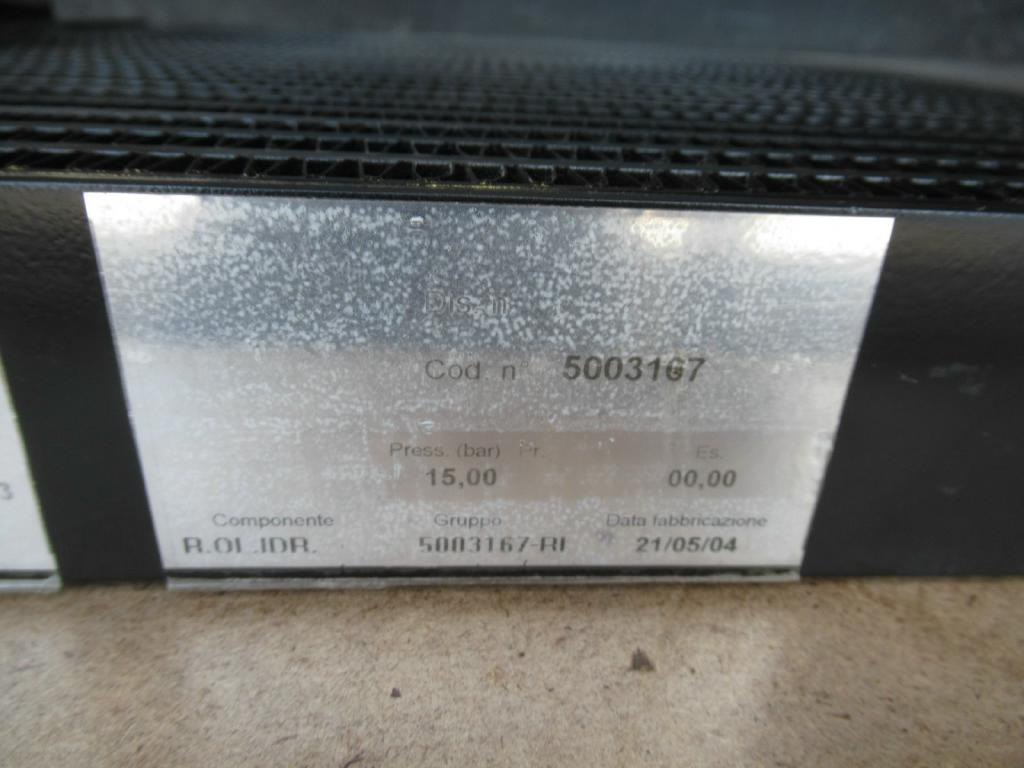 Dis. n
Cod. n° 5003167
Press. (bar) Pr. Es.
15,00 00,00
Componente Gruppo Data fabbricazione
R.OL.IDR. 5003167-RI 21/05/04
3